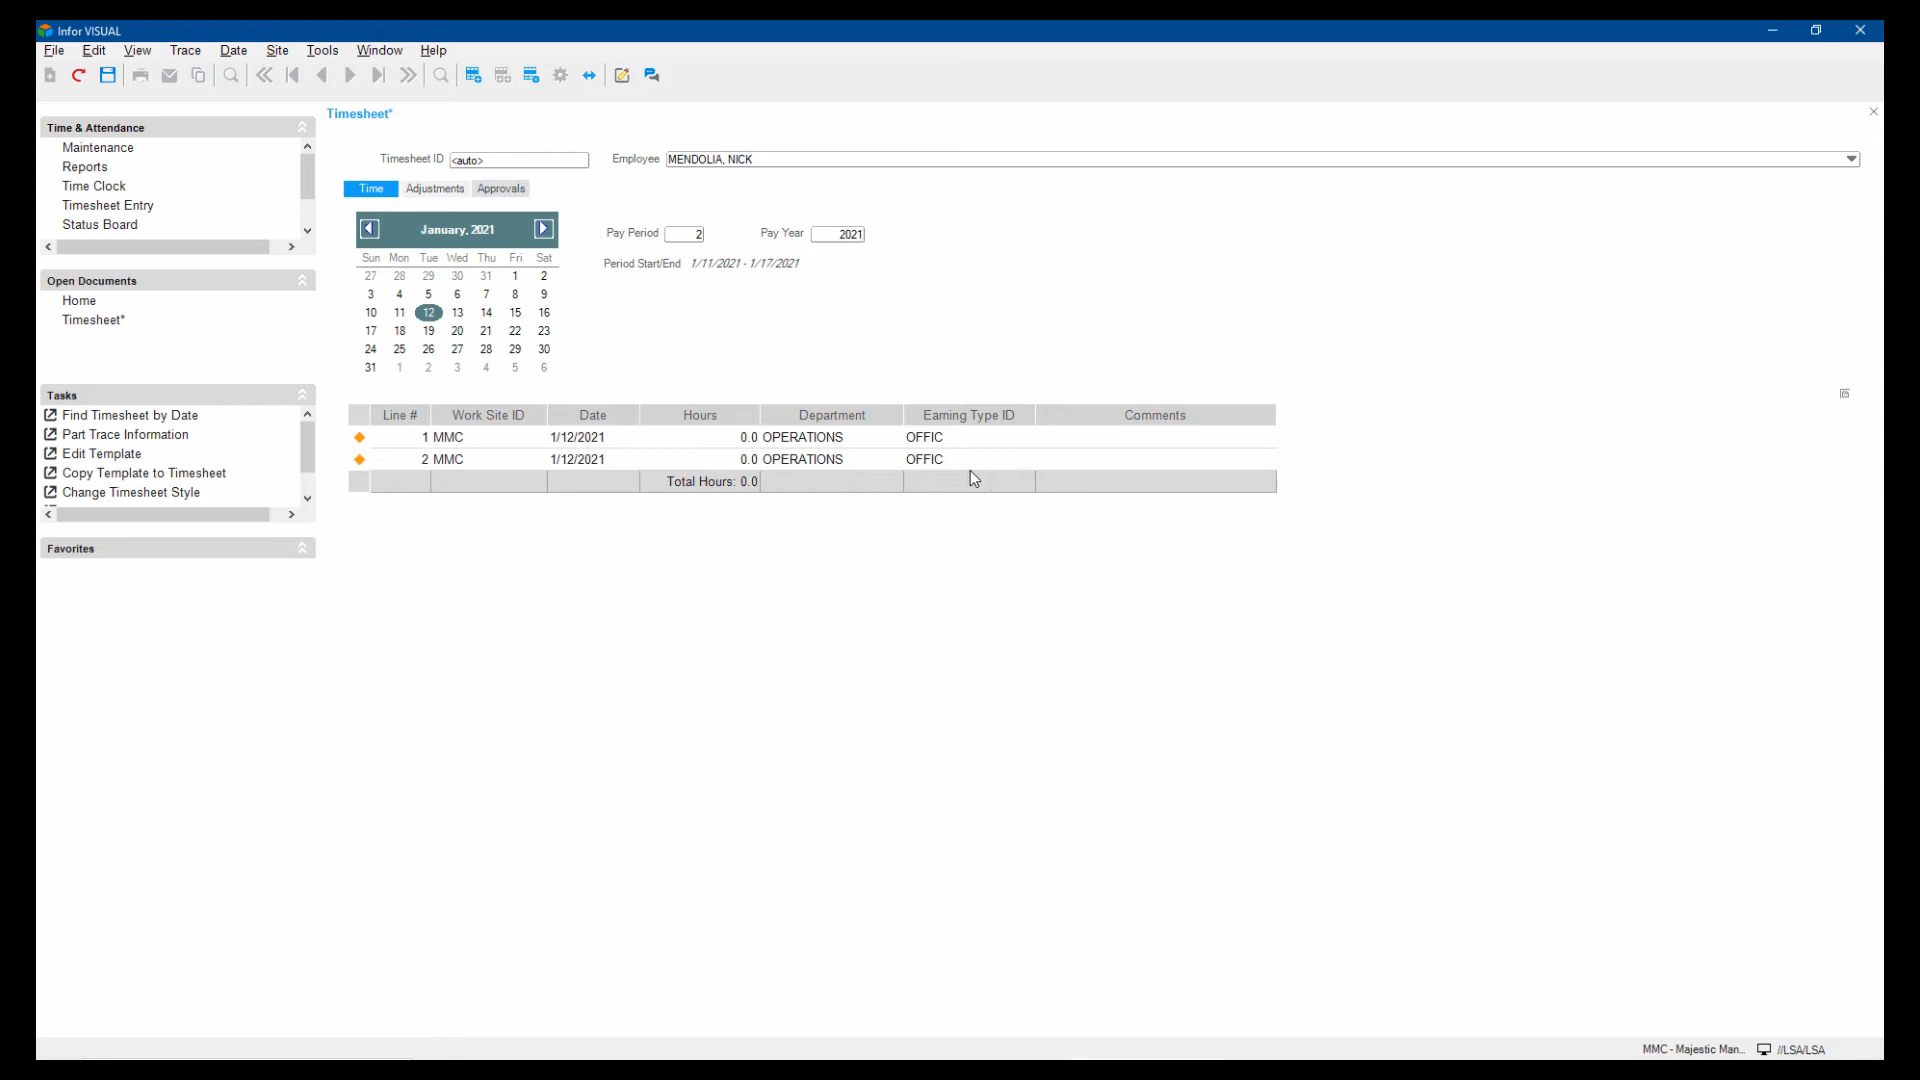 Infor VISUAL
File Edit View Trace Date Site Tools Window Help
Timesheet*
Time & Attendance
Maintenance
Reports
Time Clock
Timesheet Entry
Status Board
Open Documents
Home
Timesheet*
Tasks
Find Timesheet by Date
Part Trace Information
Edit Template
Copy Template to Timesheet
Change Timesheet Style
Favorites
Timesheet ID <auto> Employee MENDOLIA, NICK
Time Adjustments Approvals
January, 2021
Sun Mon Tue Wed Thu Fri Sat
27 28 29 30 31 1 2
3 4 5 6 7 8 9
10 11 12 13 14 15 16
17 18 19 20 21 22 23
24 25 26 27 28 29 30
31 1 2 3 4 5 6
Pay Period 2 Pay Year 2021
Period Start/End 1/11/2021 - 1/17/2021
Line # Work Site ID Date Hours Department Earning Type ID Comments
1 MMC 1/12/2021 0.0 OPERATIONS OFFIC
2 MMC 1/12/2021 0.0 OPERATIONS OFFIC
Total Hours: 0.0
MMC - Majestic Man... //LSA/LSA